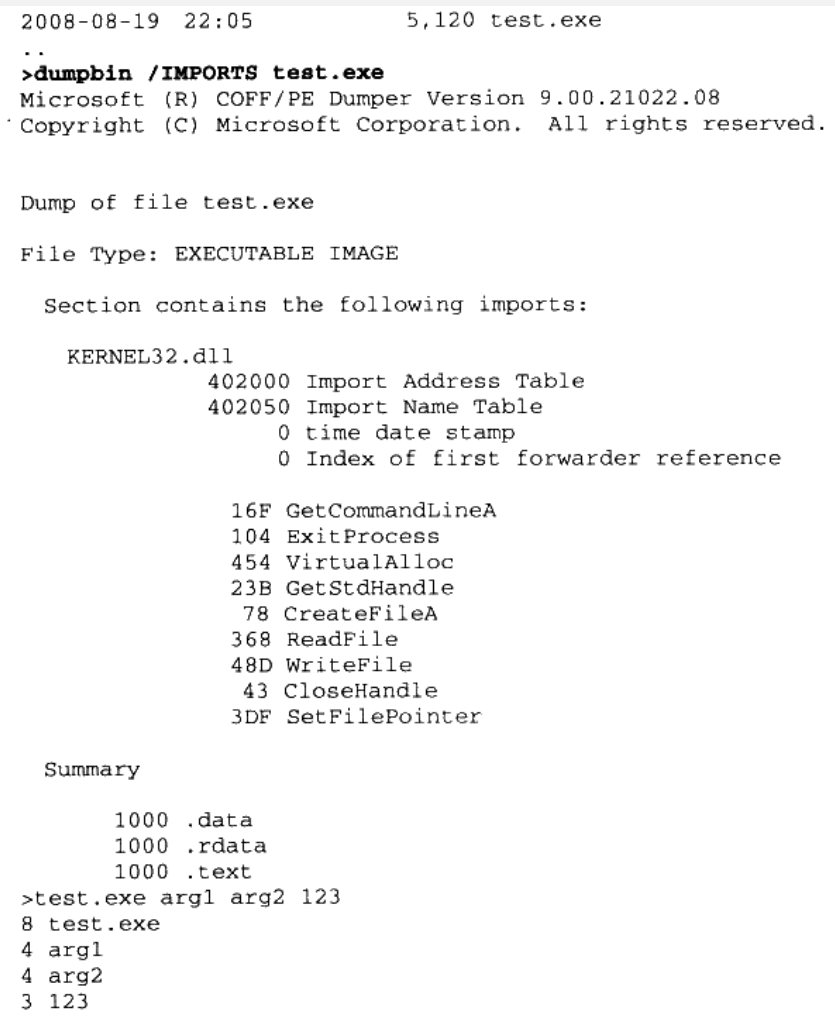 2008-08-19  22:05             5,120 test.exe
..
>dumpbin /IMPORTS test.exe
Microsoft (R) COFF/PE Dumper Version 9.00.21022.08
Copyright (C) Microsoft Corporation.  All rights reserved.
Dump of file test.exe
File Type: EXECUTABLE IMAGE
Section contains the following imports:
KERNEL32.dll
402000 Import Address Table
402050 Import Name Table
0 time date stamp
0 Index of first forwarder reference
16F GetCommandLineA
104 ExitProcess
454 VirtualAlloc
23B GetStdHandle
78 CreateFileA
368 ReadFile
48D WriteFile
43 CloseHandle
3DF SetFilePointer
Summary
1000 .data
1000 .rdata
1000 .text
>test.exe arg1 arg2 123
8 test.exe
4 arg1
4 arg2
3 123